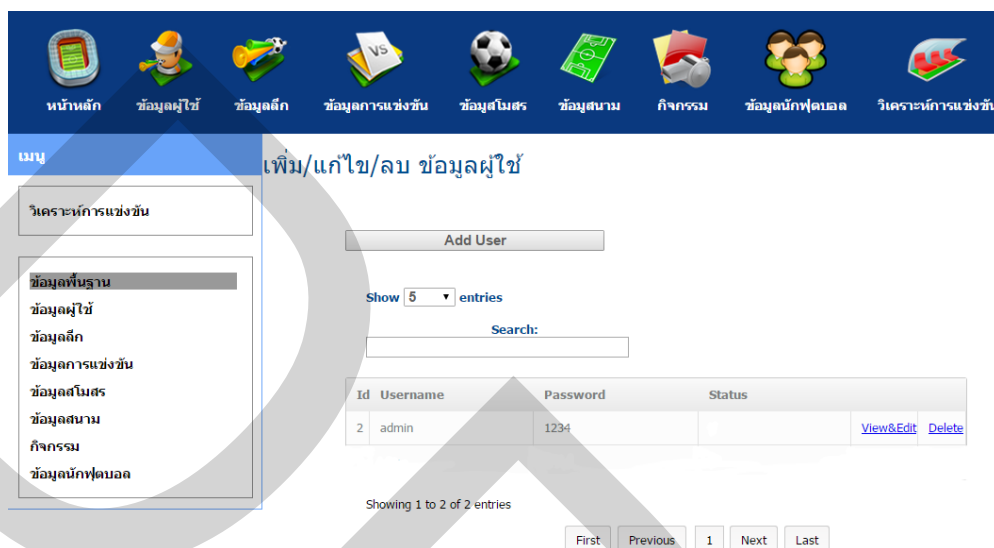 VS
หน้าหลัก ข้อมูลผู้ใช้ ข้อมูลลีก ข้อมูลการแข่งขัน ข้อมูสโมสร ข้อมูสนาม กิจกรรม ข้อมูลนักฟุตบอล วิเคราะห์การแข่งขั
เมนู
เพิ่ม/แก้ไข/ลบ ข้อมูลผู้ใช้
วิเคราะห์การแข่งขัน
ข้อมูลพื้นฐาน
ข้อมูลผู้ใช้
ข้อมูลลีก
ข้อมูลการแข่งขัน
ข้อมูลสโมสร
ข้อมูลสนาม
กิจกรรม
ข้อมูลนักฟุตบอล
Add User
Show 5 entries
Search:
Id Username Password Status
2 admin 1234 View&Edit Delete
Showing 1 to 2 of 2 entries
First Previous 1 Next Last